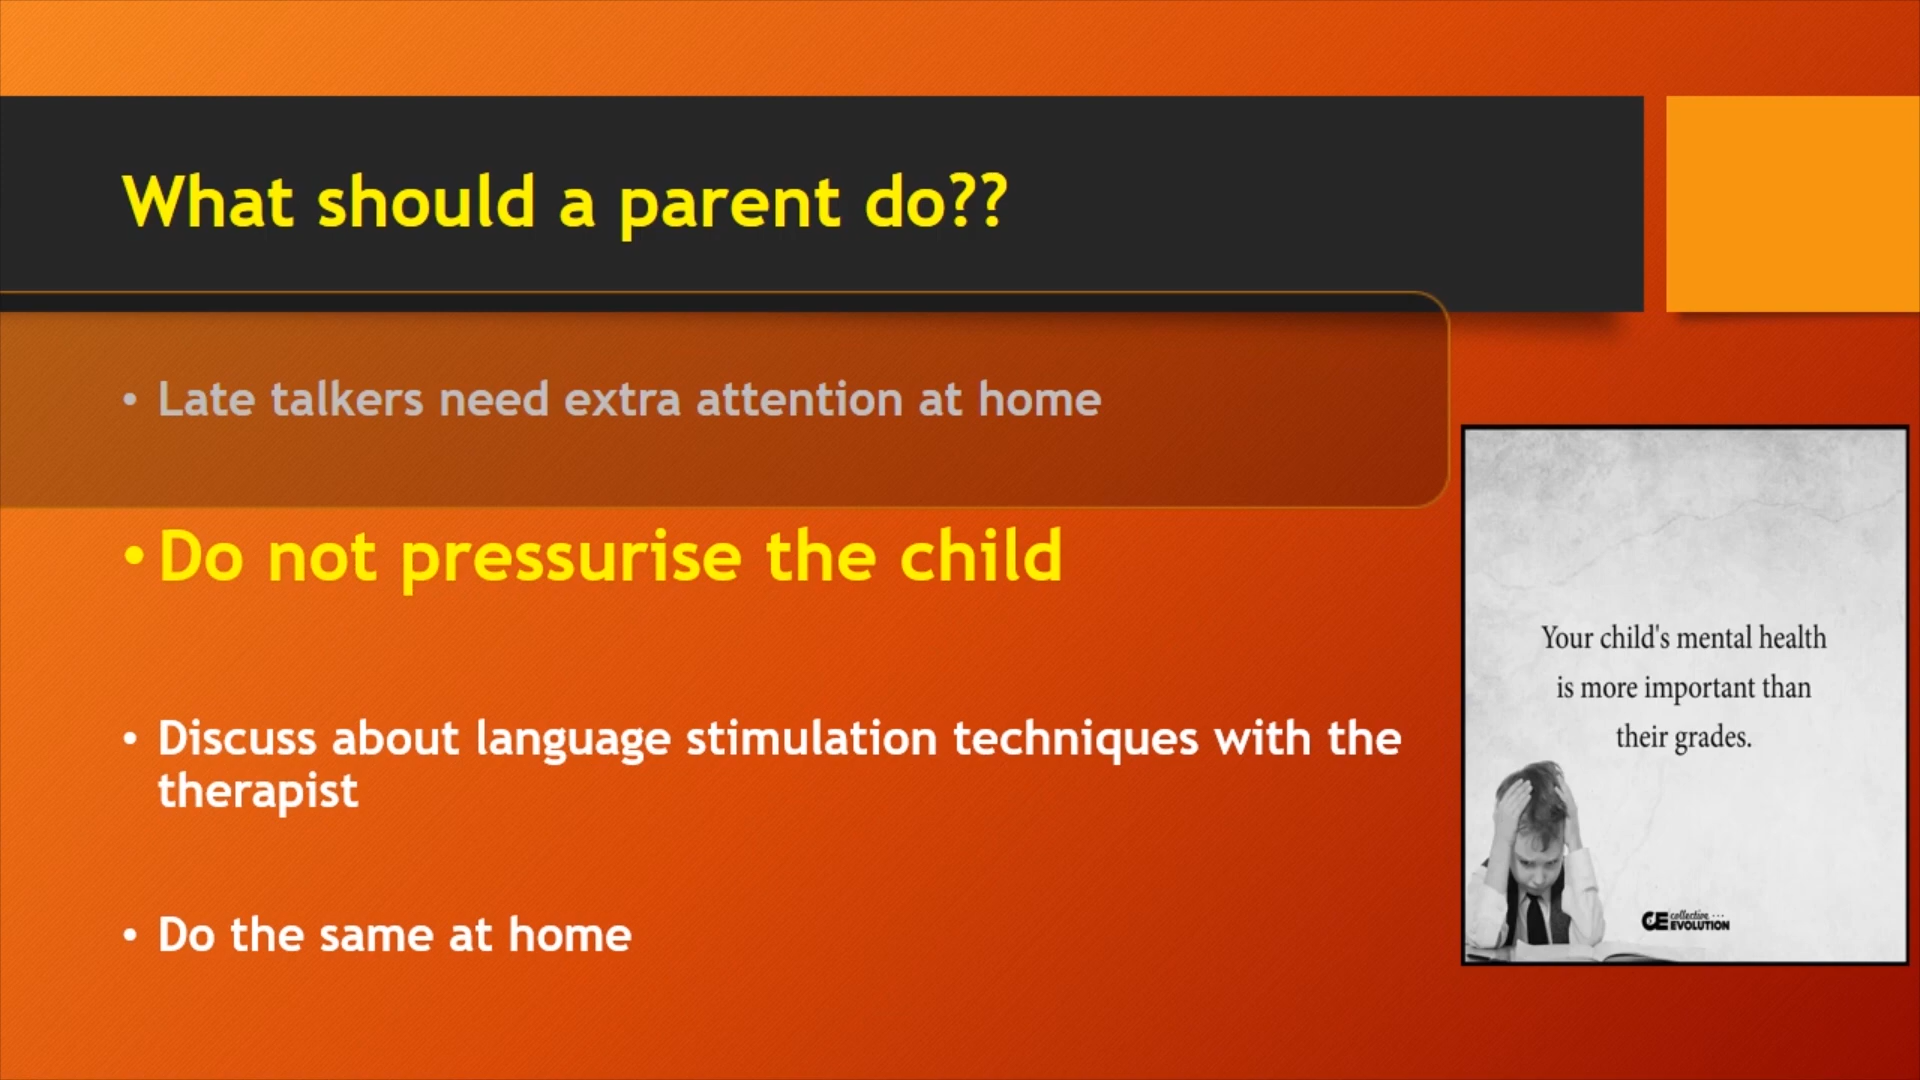 What should a parent do??
• Late talkers need extra attention at home
• Do not pressurise the child
• Discuss about language stimulation techniques with the
therapist
• Do the same at home
Your child's mental health
is more important than
their grades.
CE collective
EVOLUTION